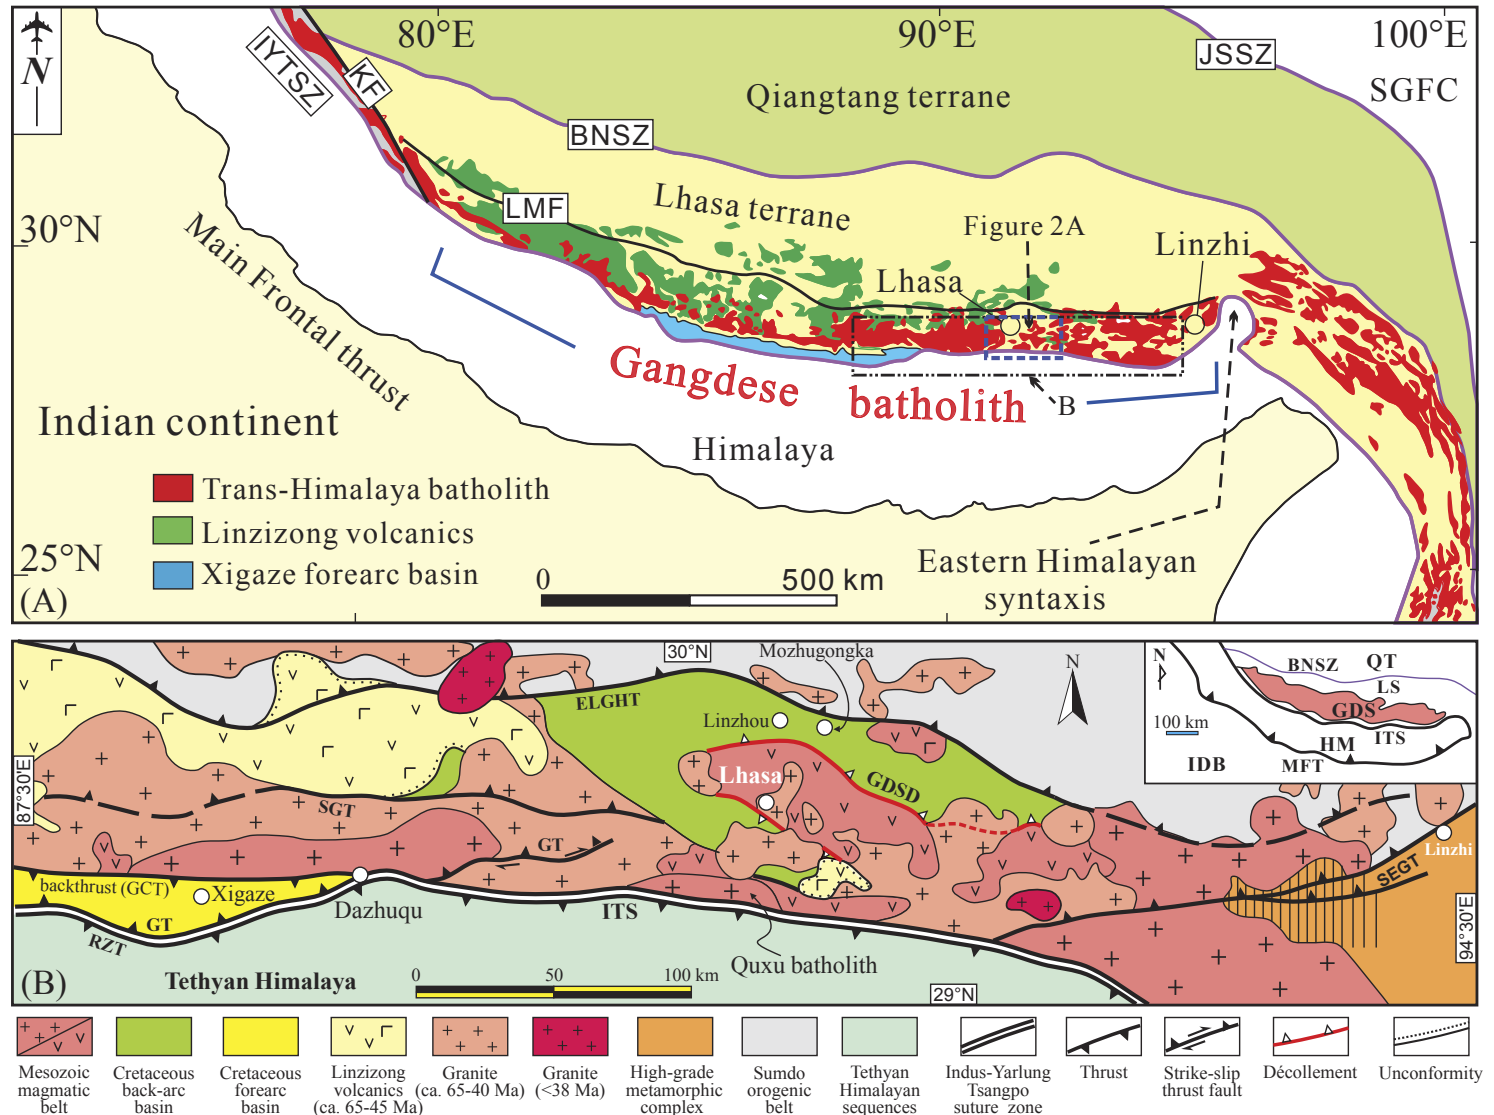 80°E
90°E
100°E
N
IYTSZ
KF
JSSZ
SGFC
Qiangtang terrane
BNSZ
Lhasa terrane
LMF
30°N
Figure 2A
Linzhi
Lhasa
Main Frontal thrust
Gangdese batholith
B
Indian continent
Himalaya
Trans-Himalaya batholith
Linzizong volcanics
Xigaze forearc basin
25°N
0 500 km
Eastern Himalayan
syntaxis
(A)
30°N
Mozhugongka
N
ELGHT
Linzhou
N
BNSZ
QT
LS
GDS
100 km
ITS
HM
IDB
MFT
87°30'E
Lhasa
GDSD
SGT
GT
Linzhi
SEGT
backthrust (GCT)
Xigaze
Dazhuqu
ITS
GT
RZT
Quxu batholith
94°30'E
Tethyan Himalaya
0 50 100 km
29°N
(B)
Mesozoic
magmatic
belt
Cretaceous
back-arc
basin
Cretaceous
forearc
basin
Linzizong
volcanics
(ca. 65-45 Ma)
Granite
(ca. 65-40 Ma)
Granite
(<38 Ma)
High-grade
metamorphic
complex
Sumdo
orogenic
belt
Tethyan
Himalayan
sequences
Indus-Yarlung
Tsangpo
suture zone
Thrust
Strike-slip
thrust fault
Décollement
Unconformity